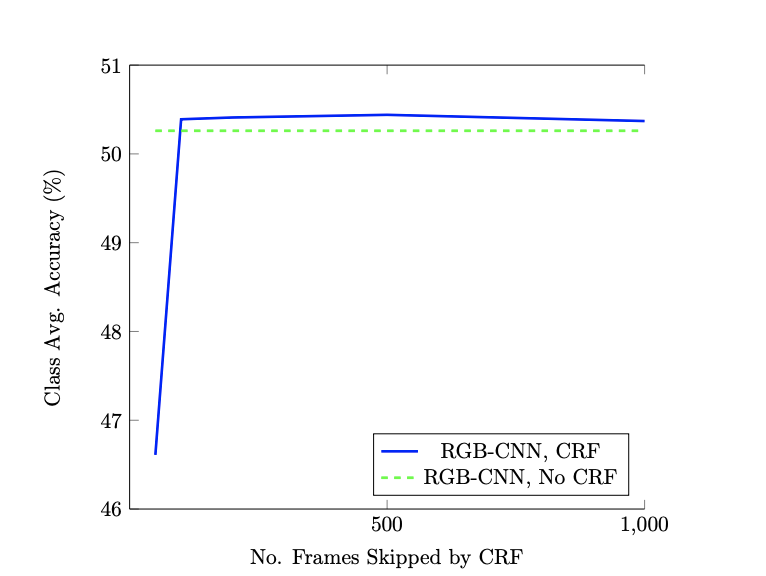 51
50
49
48
47
46
Class Avg. Accuracy (%)
RGB-CNN, CRF
RGB-CNN, No CRF
500
1,000
No. Frames Skipped by CRF